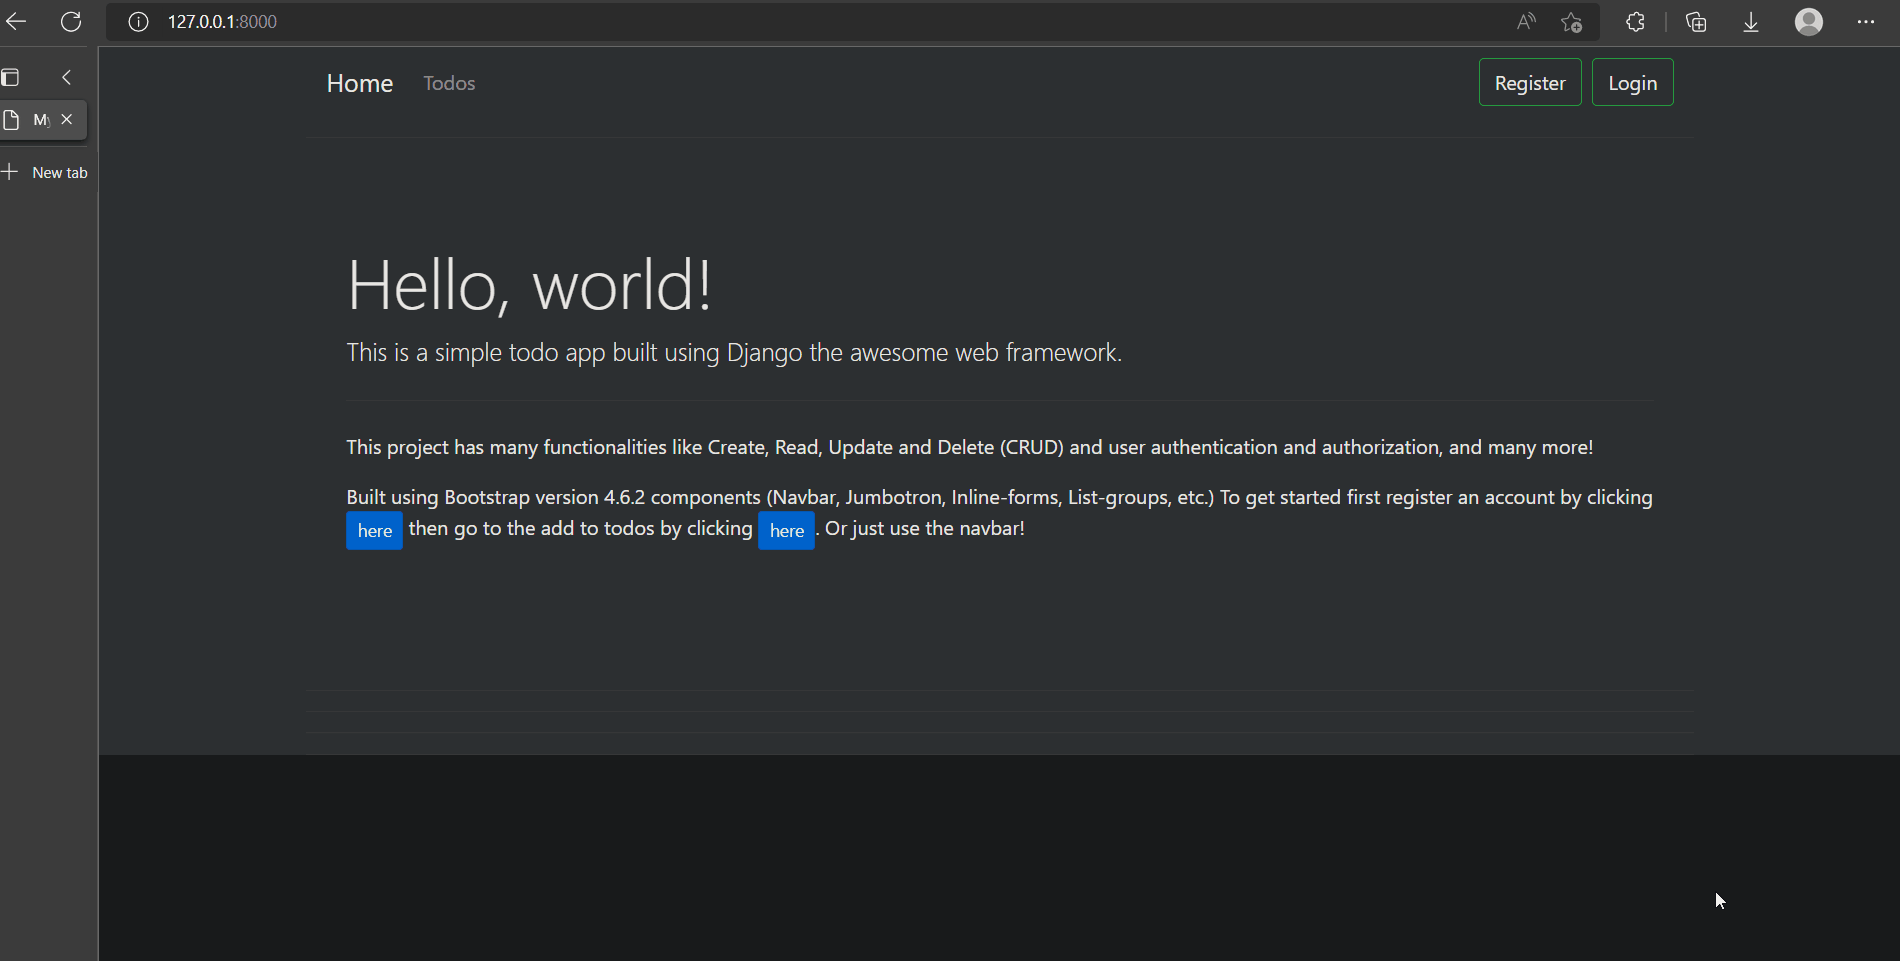 127.0.0.1:8000
Home Todos Register Login
My
New tab
Hello, world!
This is a simple todo app built using Django the awesome web framework.
This project has many functionalities like Create, Read, Update and Delete (CRUD) and user authentication and authorization, and many more!
Built using Bootstrap version 4.6.2 components (Navbar, Jumbotron, Inline-forms, List-groups, etc.) To get started first register an account by clicking
here then go to the add to todos by clicking here . Or just use the navbar!